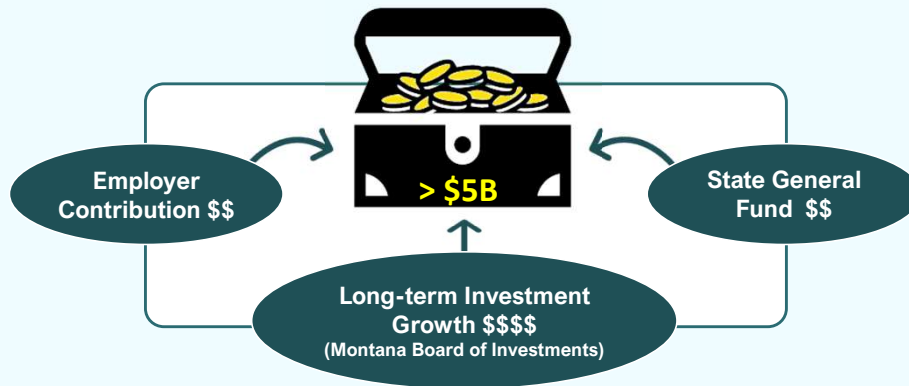 > $5B
Employer
Contribution $$
State General
Fund $$
Long-term Investment
Growth $$$$
(Montana Board of Investments)